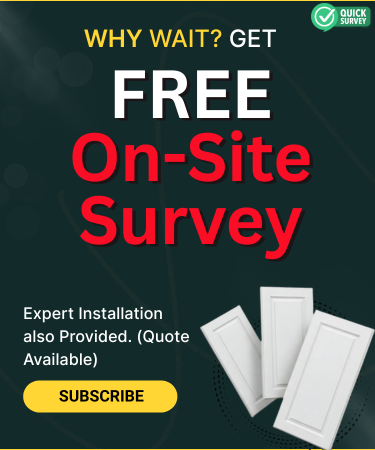 QUICK
SURVEY
WHY WAIT? GET
FREE
On-Site
Survey
Expert Installation
also Provided. (Quote
Available)
SUBSCRIBE